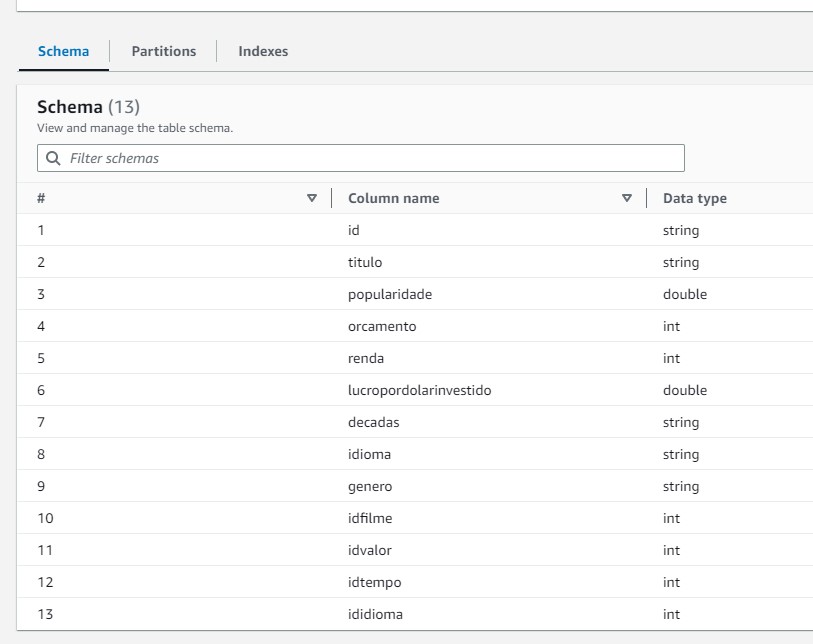 Schema Partitions Indexes
Schema (13)
View and manage the table schema.
Filter schemas
# Column name Data type
1 id string
2 titulo string
3 popularidade double
4 orcamento int
5 renda int
6 lucropordolarinvestido double
7 decadas string
8 idioma string
9 genero string
10 idfilme int
11 idvalor int
12 idtempo int
13 ididioma int